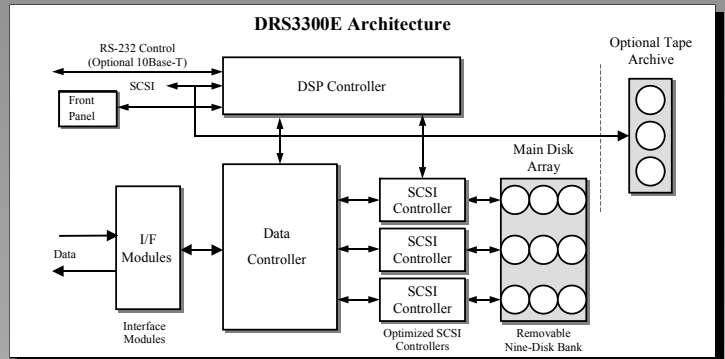 DRS3300E Architecture
RS-232 Control
(Optional 10Base-T)
SCSI
Front
Panel
DSP Controller
Optional Tape
Archive
Main Disk
Array
Data
I/F
Modules
Data
Controller
SCSI
Controller
SCSI
Controller
SCSI
Controller
Interface
Modules
Optimized SCSI
Controllers
Removable
Nine-Disk Bank